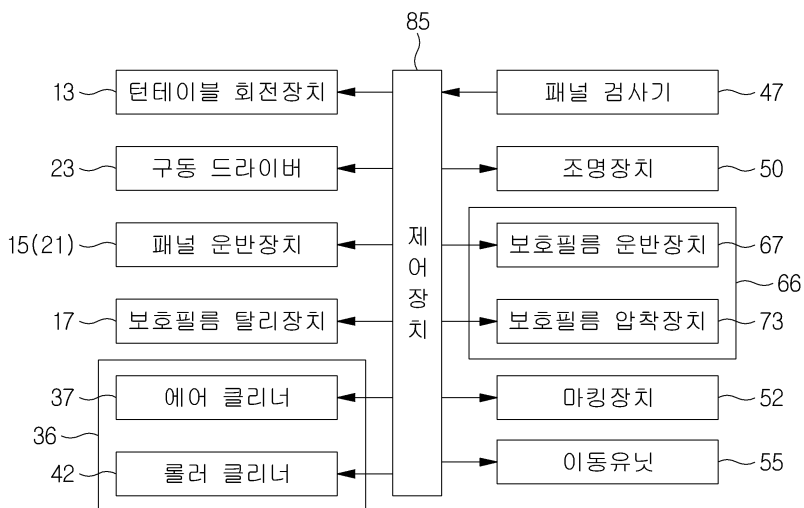 85
13 턴테이블 회전장치
패널 검사기 47
23 구동 드라이버
조명장치 50
15(21) 패널 운반장치
제어장치
보호필름 운반장치 67
66
17 보호필름 탈리장치
보호필름 압착장치 73
37 에어 클리너
마킹장치 52
36
42 롤러 클리너
이동유닛 55